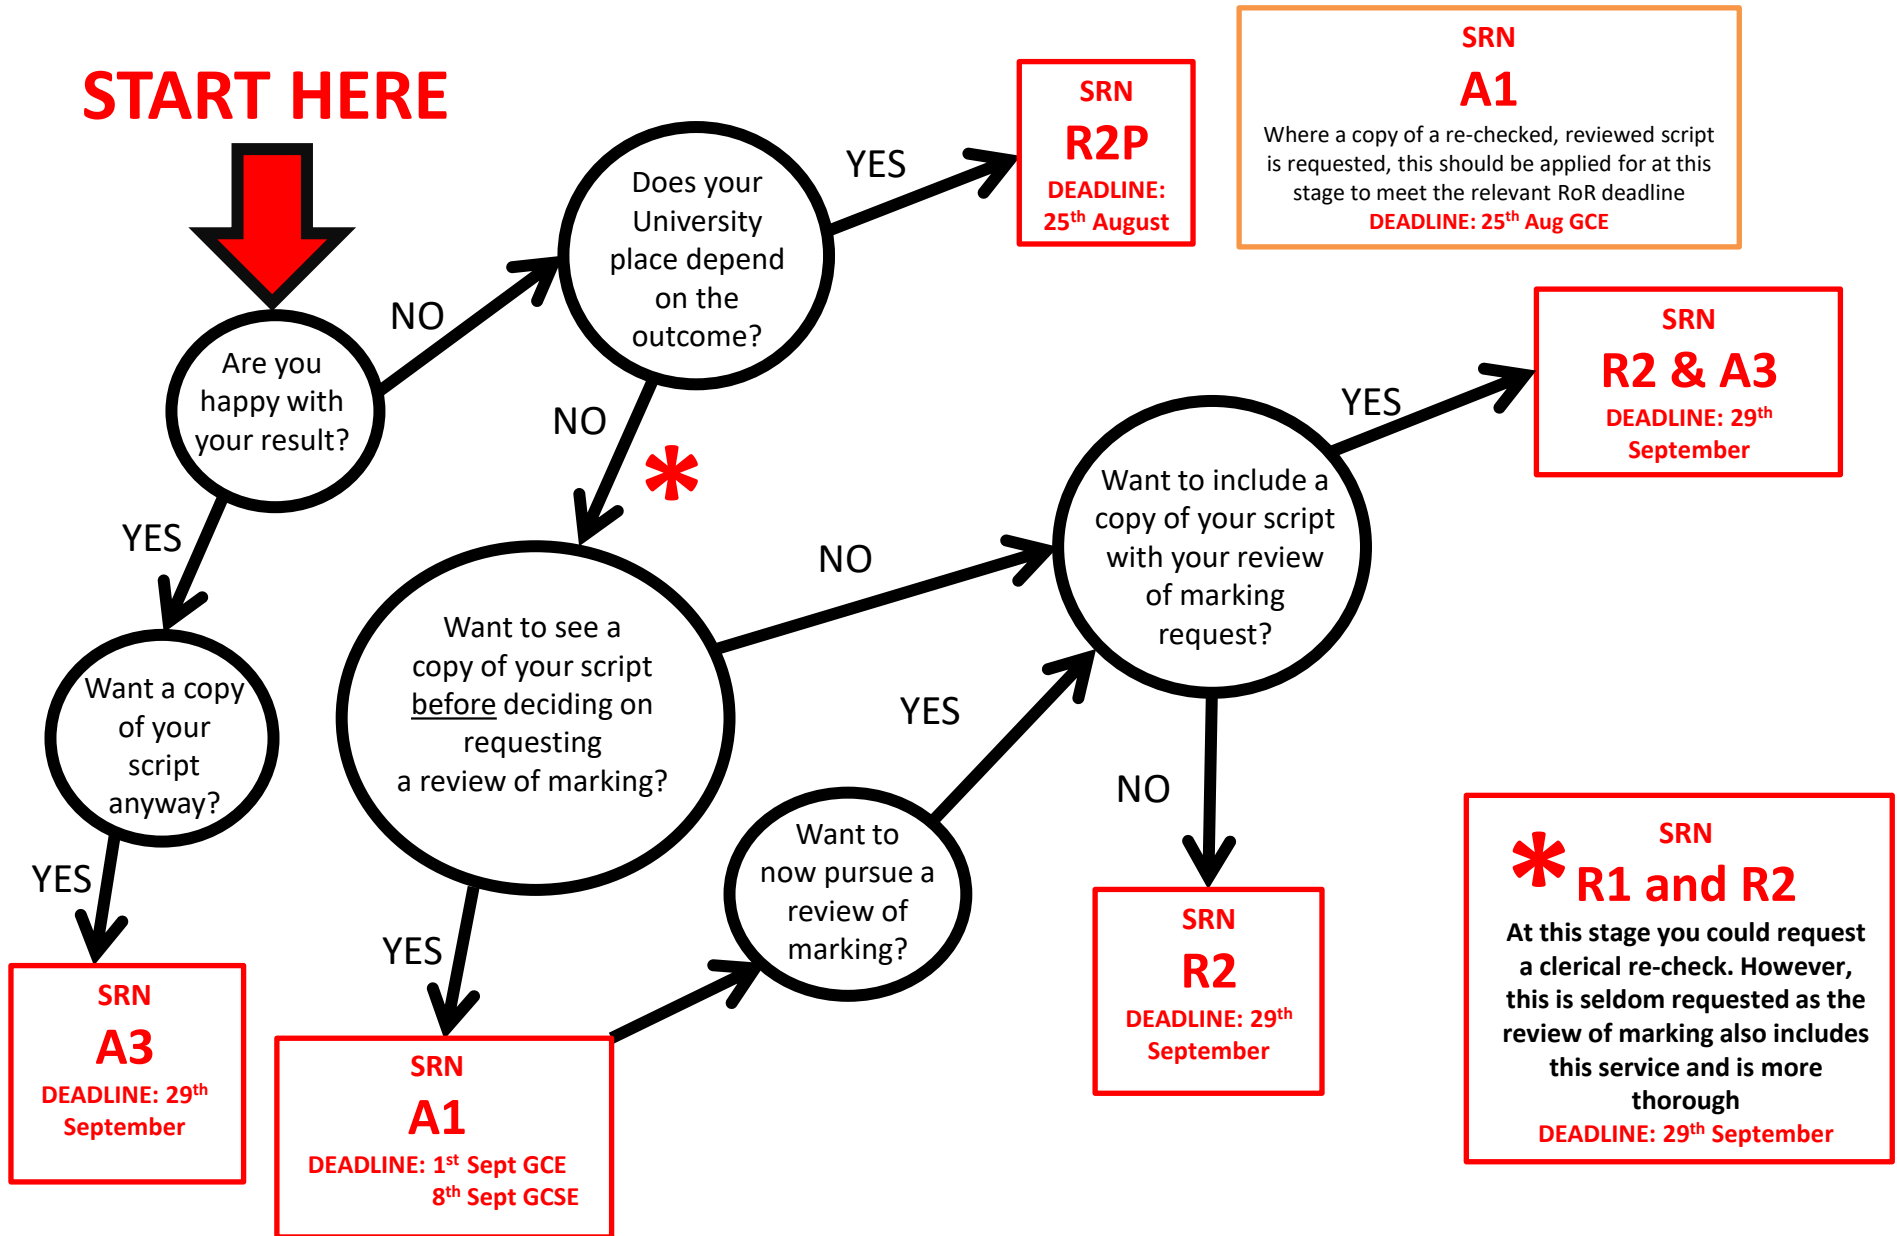 START HERE
Are you
happy with
your result?
NO
Does your
University
place depend
on the
outcome?
YES
SRN
R2P
DEADLINE:
25th August
SRN
A1
Where a copy of a re-checked, reviewed script
is requested, this should be applied for at this
stage to meet the relevant RoR deadline
DEADLINE: 25th Aug GCE
YES
Want a copy
of your
script
anyway?
YES
SRN
A3
DEADLINE: 29th
September
NO
*
Want to see a
copy of your script
before deciding on
requesting
a review of marking?
YES
SRN
A1
DEADLINE: 1st Sept GCE
8th Sept GCSE
Want to
now pursue a
review of
marking?
YES
NO
Want to include a
copy of your script
with your review
of marking
request?
YES
SRN
R2 & A3
DEADLINE: 29th
September
NO
SRN
R2
DEADLINE: 29th
September
SRN
* R1 and R2
At this stage you could request
a clerical re-check. However,
this is seldom requested as the
review of marking also includes
this service and is more
thorough
DEADLINE: 29th September